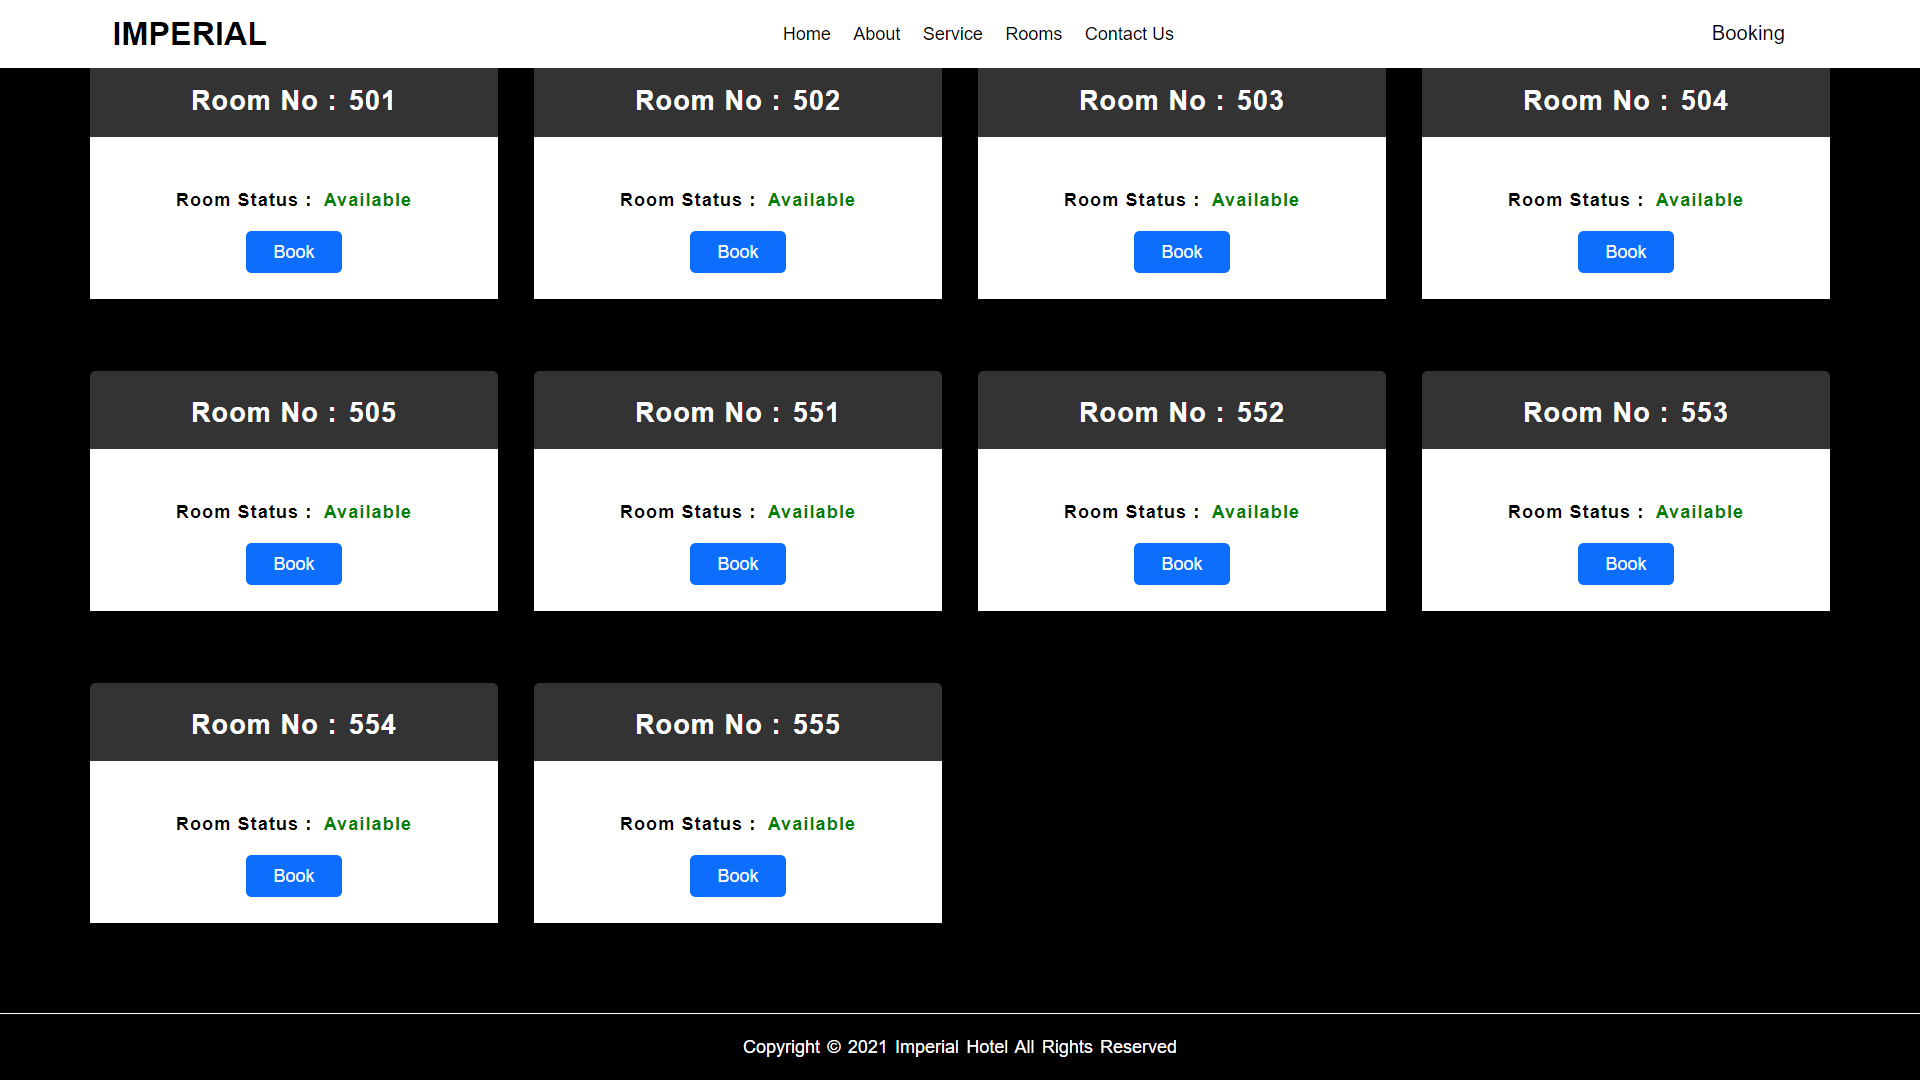 IMPERIAL Home About Service Rooms Contact Us Booking
Room No : 501 Room No : 502 Room No : 503 Room No : 504
Room Status : Available Room Status : Available Room Status : Available Room Status : Available
Book Book Book Book
Room No : 505 Room No : 551 Room No : 552 Room No : 553
Room Status : Available Room Status : Available Room Status : Available Room Status : Available
Book Book Book Book
Room No : 554 Room No : 555
Room Status : Available Room Status : Available
Book Book
Copyright © 2021 Imperial Hotel All Rights Reserved